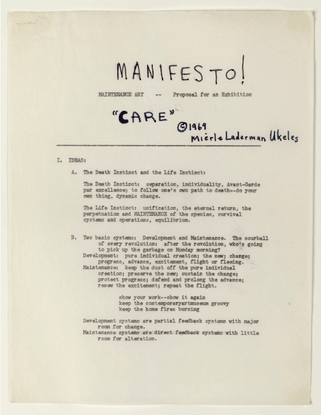 MANIFESTO!
MAINTENANCE ART -- Proposal for an Exhibition
"CARE"
©1969
Mierle Laderman Ukeles
I. IDEAS:
A. The Death Instinct and the Life Instinct:
The Death Instinct: separation, individuality, Avant-Garde
par excellence; to follow one's own path to death--do your
own thing, dynamic change.
The Life Instinct: unification, the eternal return, the
perpetuation and MAINTENANCE of the species, survival
systems and operations, equilibrium.
B. Two basic systems: Development and Maintenance. The sourball
of every revolution: after the revolution, who's going
to pick up the garbage on Monday morning?
Development: pure individual creation; the new; change;
progress, advance, excitement, flight or fleeing.
Maintenance: keep the dust off the pure individual
creation; preserve the new; sustain the change;
protect progress; defend and prolong the advance;
renew the excitement; repeat the flight.
show your work--show it again
keep the contemporaryartmuseum groovy
keep the home fires burning
Development systems are partial feedback systems with major
room for change.
Maintenance systems are direct feedback systems with little
room for alteration.